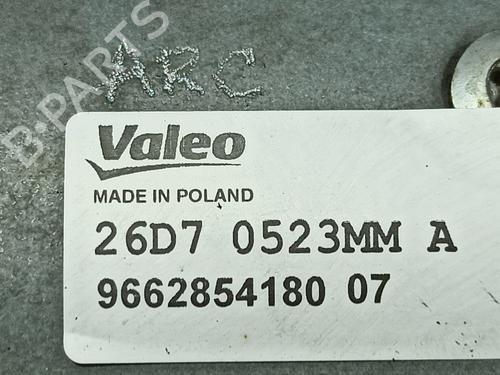 ARC
B-PARTS
Valeo
MADE IN POLAND
26D7 0523MM A
9662854180 07